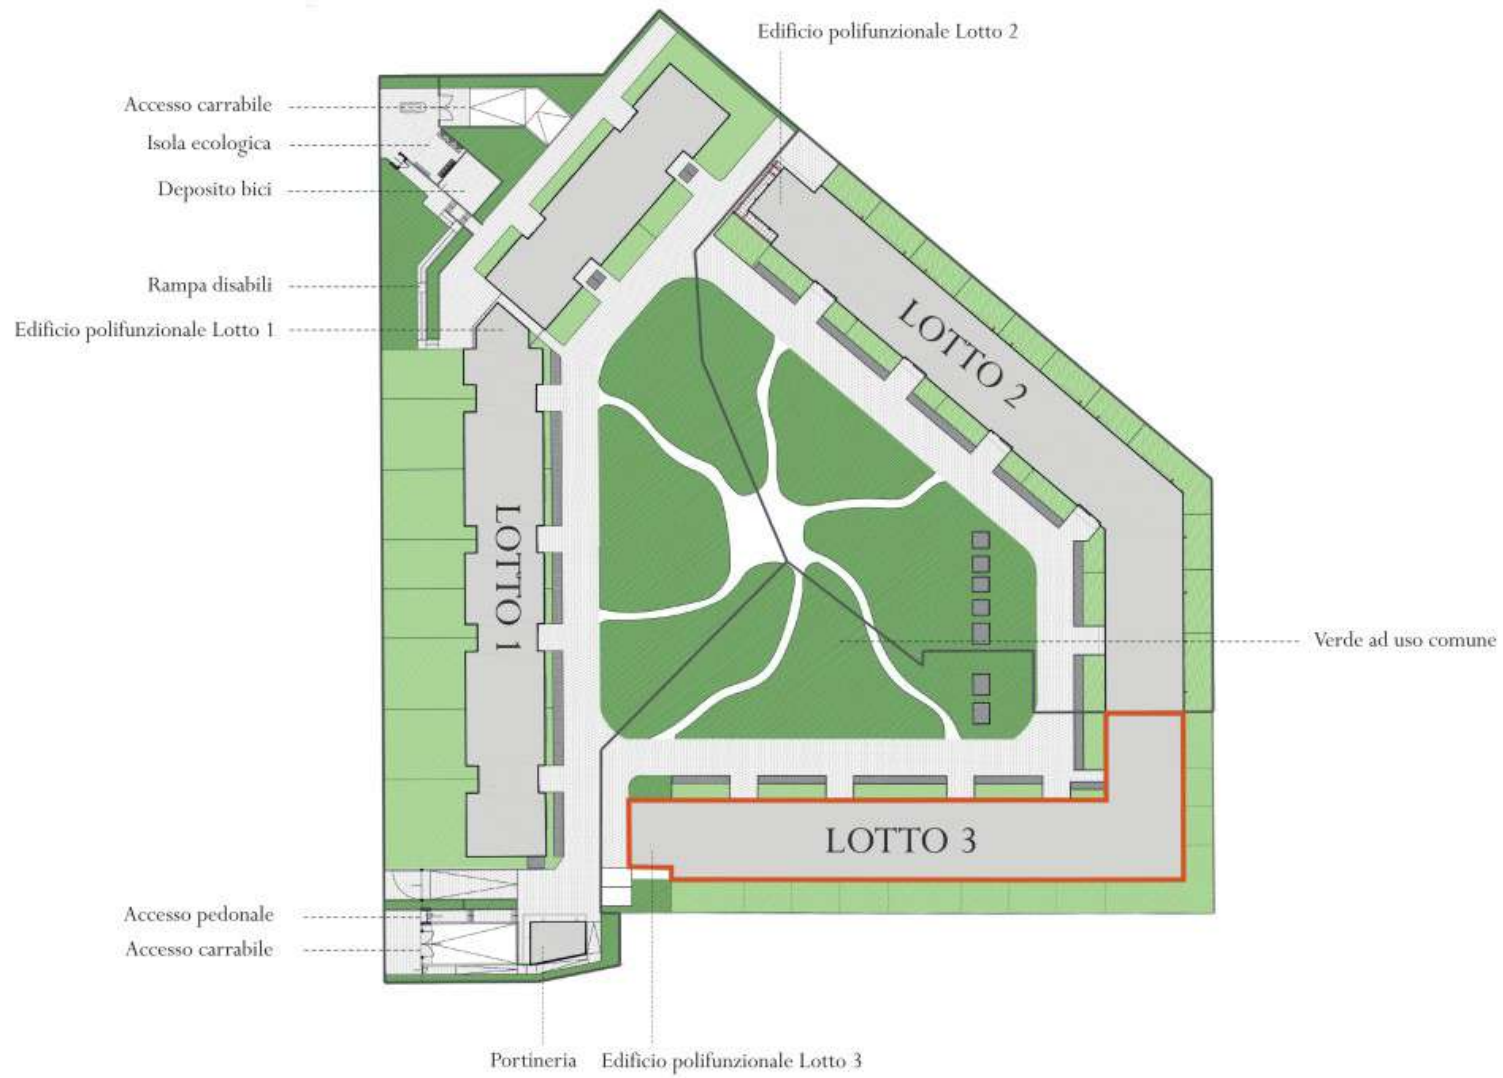 Edificio polifunzionale Lotto 2
Accesso carrabile
Isola ecologica
Deposito bici
Rampa disabili
Edificio polifunzionale Lotto 1
LOTTO 2
LOTTO 1
Verde ad uso comune
LOTTO 3
Accesso pedonale
Accesso carrabile
Portineria
Edificio polifunzionale Lotto 3